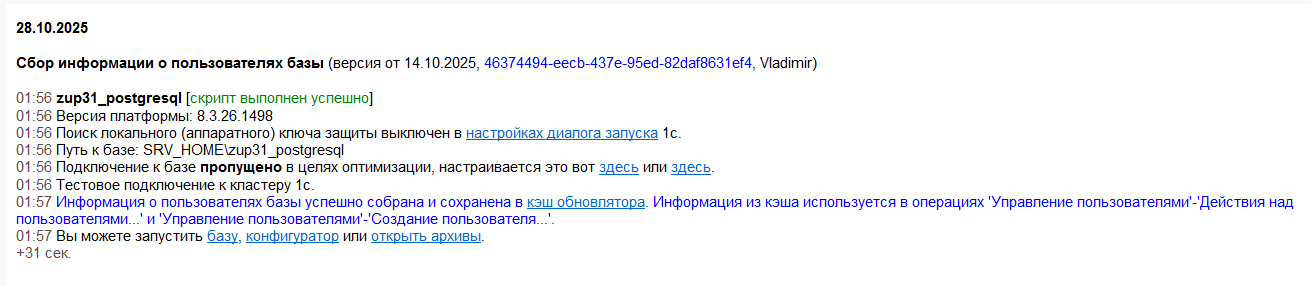 28.10.2025
Сбор информации о пользователях базы (версия от 14.10.2025, 46374494-eecb-437e-95ed-82daf8631ef4, Vladimir)
01:56 zup31_postgresql [скрипт выполнен успешно]
01:56 Версия платформы: 8.3.26.1498
01:56 Поиск локального (аппаратного) ключа защиты выключен в настройках диалога запуска 1с.
01:56 Путь к базе: SRV_HOME\zup31_postgresql
01:56 Подключение к базе пропущено в целях оптимизации, настраивается это вот здесь или здесь.
01:56 Тестовое подключение к кластеру 1с.
01:57 Информация о пользователях базы успешно собрана и сохранена в кэш обновлятора. Информация из кэша используется в операциях 'Управление пользователями'-'Действия над
пользователями...' и 'Управление пользователями'-'Создание пользователя...'.
01:57 Вы можете запустить базу, конфигуратор или открыть архивы.
+31 сек.